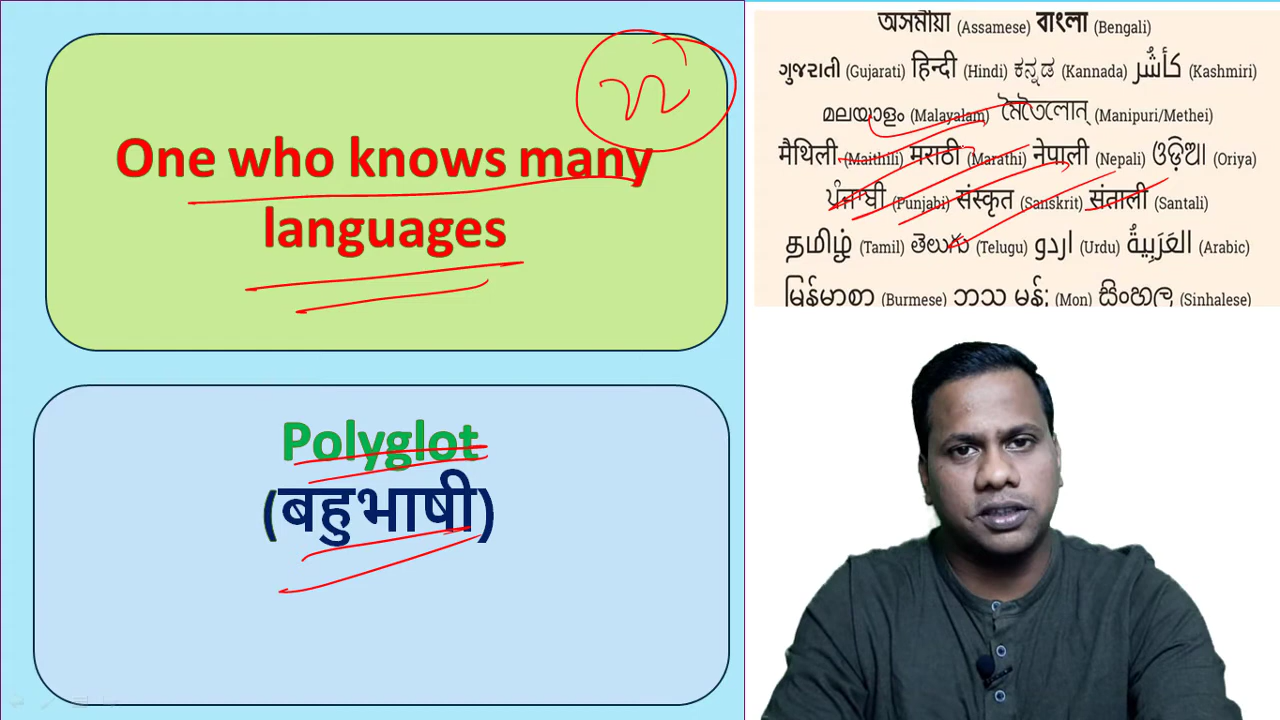 One who knows many
languages
Polyglot
(बहुभाषी)
অসমীয়া (Assamese) বাংলা (Bengali)
ગુજરાતી (Gujarati) हिन्दी (Hindi) ಕನ್ನಡ (Kannada) كأشُر (Kashmiri)
മലയാളം (Malayalam) মৈতৈলোন্ (Manipuri/Methei)
मैथिली (Maithili) मराठी (Marathi) नेपाली (Nepali) ଓଡ଼ିଆ (Oriya)
ਪੰਜਾਬੀ (Punjabi) संस्कृत (Sanskrit) संताली (Santali)
தமிழ் (Tamil) తెలుగు (Telugu) اردو (Urdu) العَرَبِيةُ (Arabic)
မြန်မာစာ (Burmese) ဘာသ မန်; (Mon) සිංහල (Sinhalese)